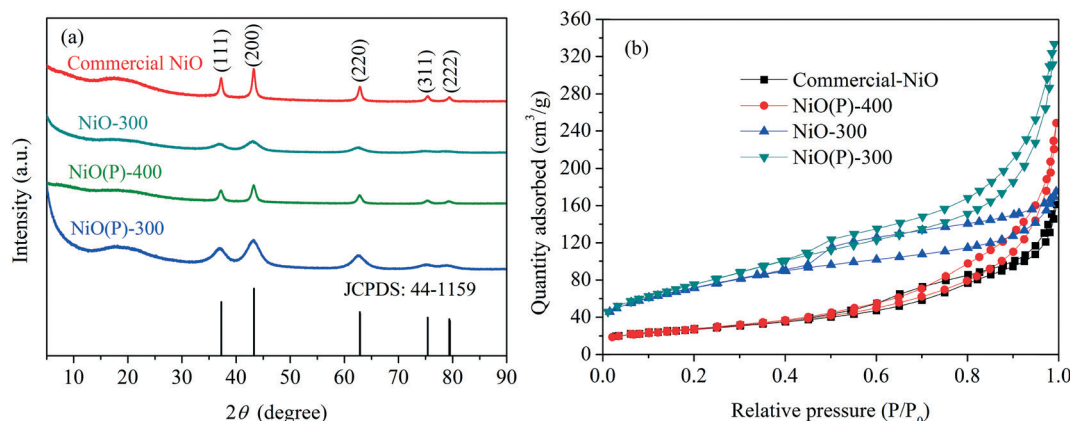 (a)
Commercial NiO
(111)
(200)
(220)
(311)
(222)
NiO-300
NiO(P)-400
NiO(P)-300
JCPDS: 44-1159
Intensity (a.u.)
10 20 30 40 50 60 70 80 90
2θ (degree)
(b)
Commercial-NiO
NiO(P)-400
NiO-300
NiO(P)-300
Quantity adsorbed (cm³/g)
360
320
280
240
200
160
120
80
40
0
0.0 0.2 0.4 0.6 0.8 1.0
Relative pressure (P/P₀)